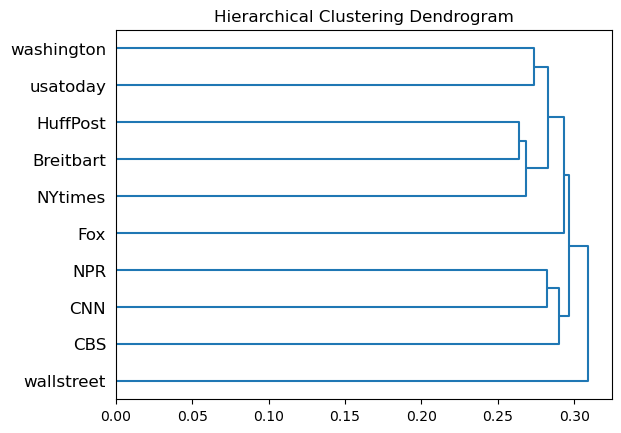 Hierarchical Clustering Dendrogram
washington
usatoday
HuffPost
Breitbart
NYtimes
Fox
NPR
CNN
CBS
wallstreet
0.00 0.05 0.10 0.15 0.20 0.25 0.30